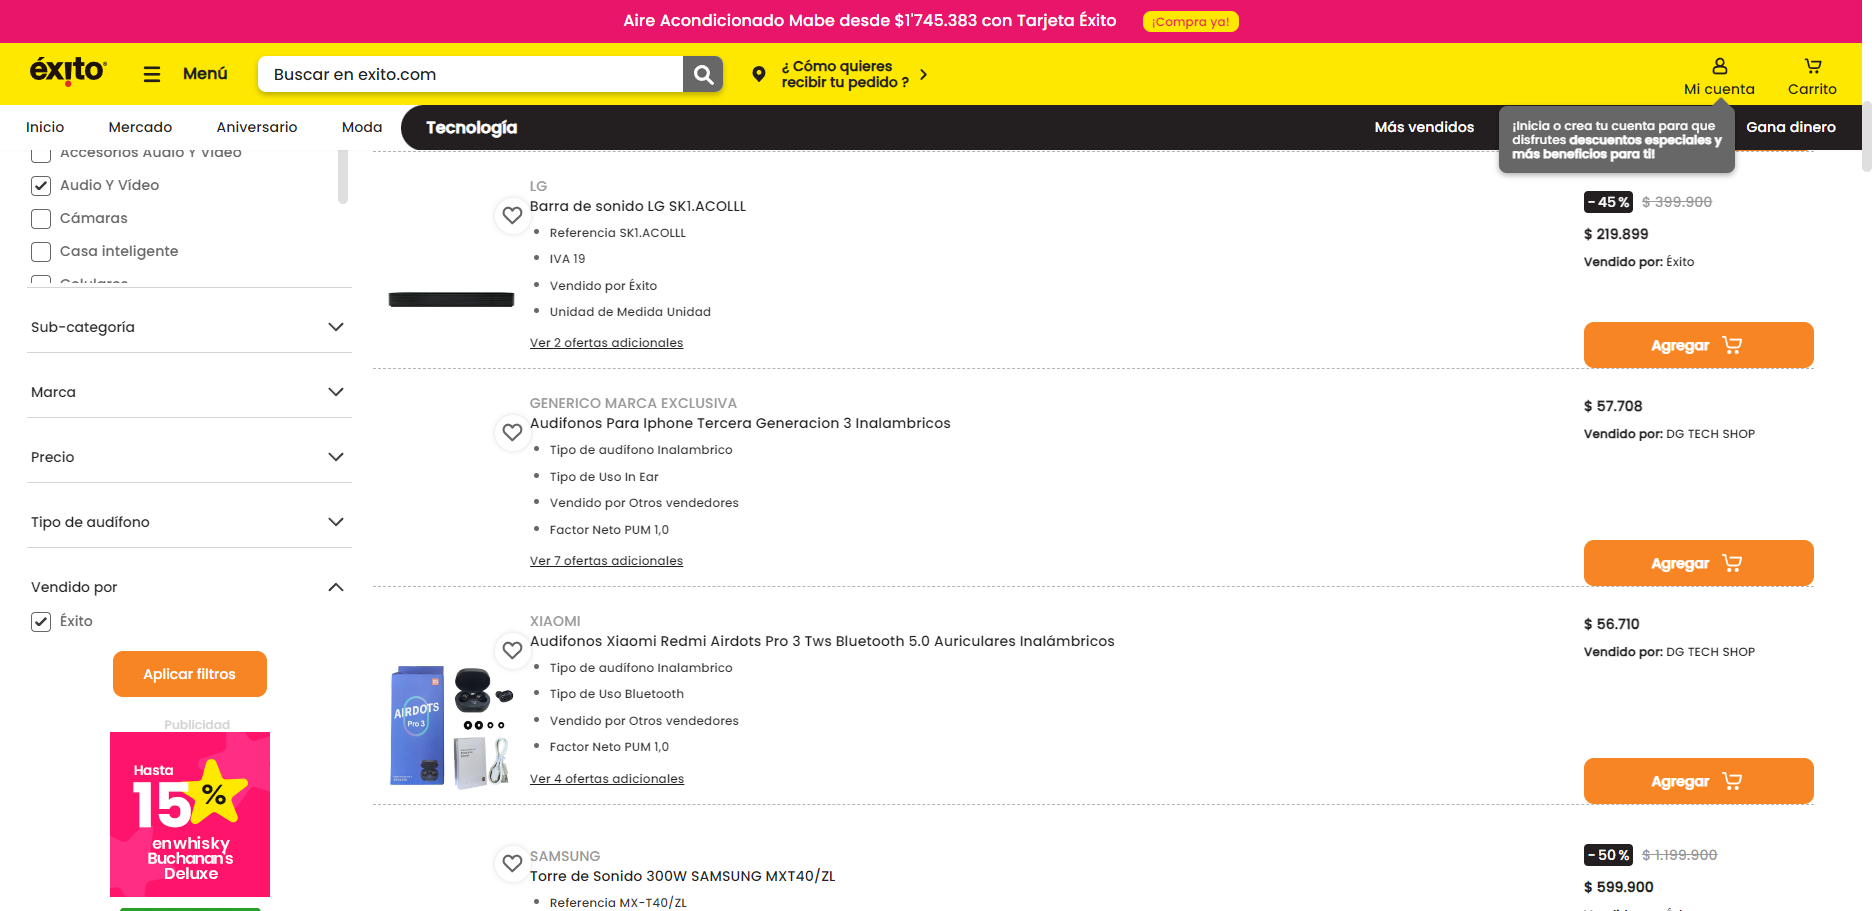 Aire Acondicionado Mabe desde $1'745.383 con Tarjeta Éxito ¡Compra ya!
éxito
Menú
Buscar en exito.com
¿ Cómo quieres
recibir tu pedido ?
Mi cuenta
Carrito
Inicio
Mercado
Aniversario
Moda
Tecnología
Más vendidos
Gana dinero
¡Inicia o crea tu cuenta para que
disfrutes descuentos especiales y
más beneficios para ti!
Accesorios Audio Y Video
Audio Y Vídeo
Cámaras
Casa inteligente
Celulares
Sub-categoría
Marca
Precio
Tipo de audífono
Vendido por
Éxito
Aplicar filtros
Publicidad
Hasta
15%
en whisky
Buchanan's
Deluxe
LG
Barra de sonido LG SK1.ACOLLL
Referencia SK1.ACOLLL
IVA 19
Vendido por Éxito
Unidad de Medida Unidad
Ver 2 ofertas adicionales
-45% $ 399.900
$ 219.899
Vendido por: Éxito
Agregar
GENERICO MARCA EXCLUSIVA
Audifonos Para Iphone Tercera Generacion 3 Inalambricos
Tipo de audífono Inalambrico
Tipo de Uso In Ear
Vendido por Otros vendedores
Factor Neto PUM 1,0
Ver 7 ofertas adicionales
$ 57.708
Vendido por: DG TECH SHOP
Agregar
XIAOMI
Audifonos Xiaomi Redmi Airdots Pro 3 Tws Bluetooth 5.0 Auriculares Inalámbricos
Tipo de audífono Inalambrico
Tipo de Uso Bluetooth
Vendido por Otros vendedores
Factor Neto PUM 1,0
Ver 4 ofertas adicionales
AIRDOTS
Pro 3
$ 56.710
Vendido por: DG TECH SHOP
Agregar
SAMSUNG
Torre de Sonido 300W SAMSUNG MXT40/ZL
Referencia MX-T40/ZL
-50% $ 1.199.900
$ 599.900